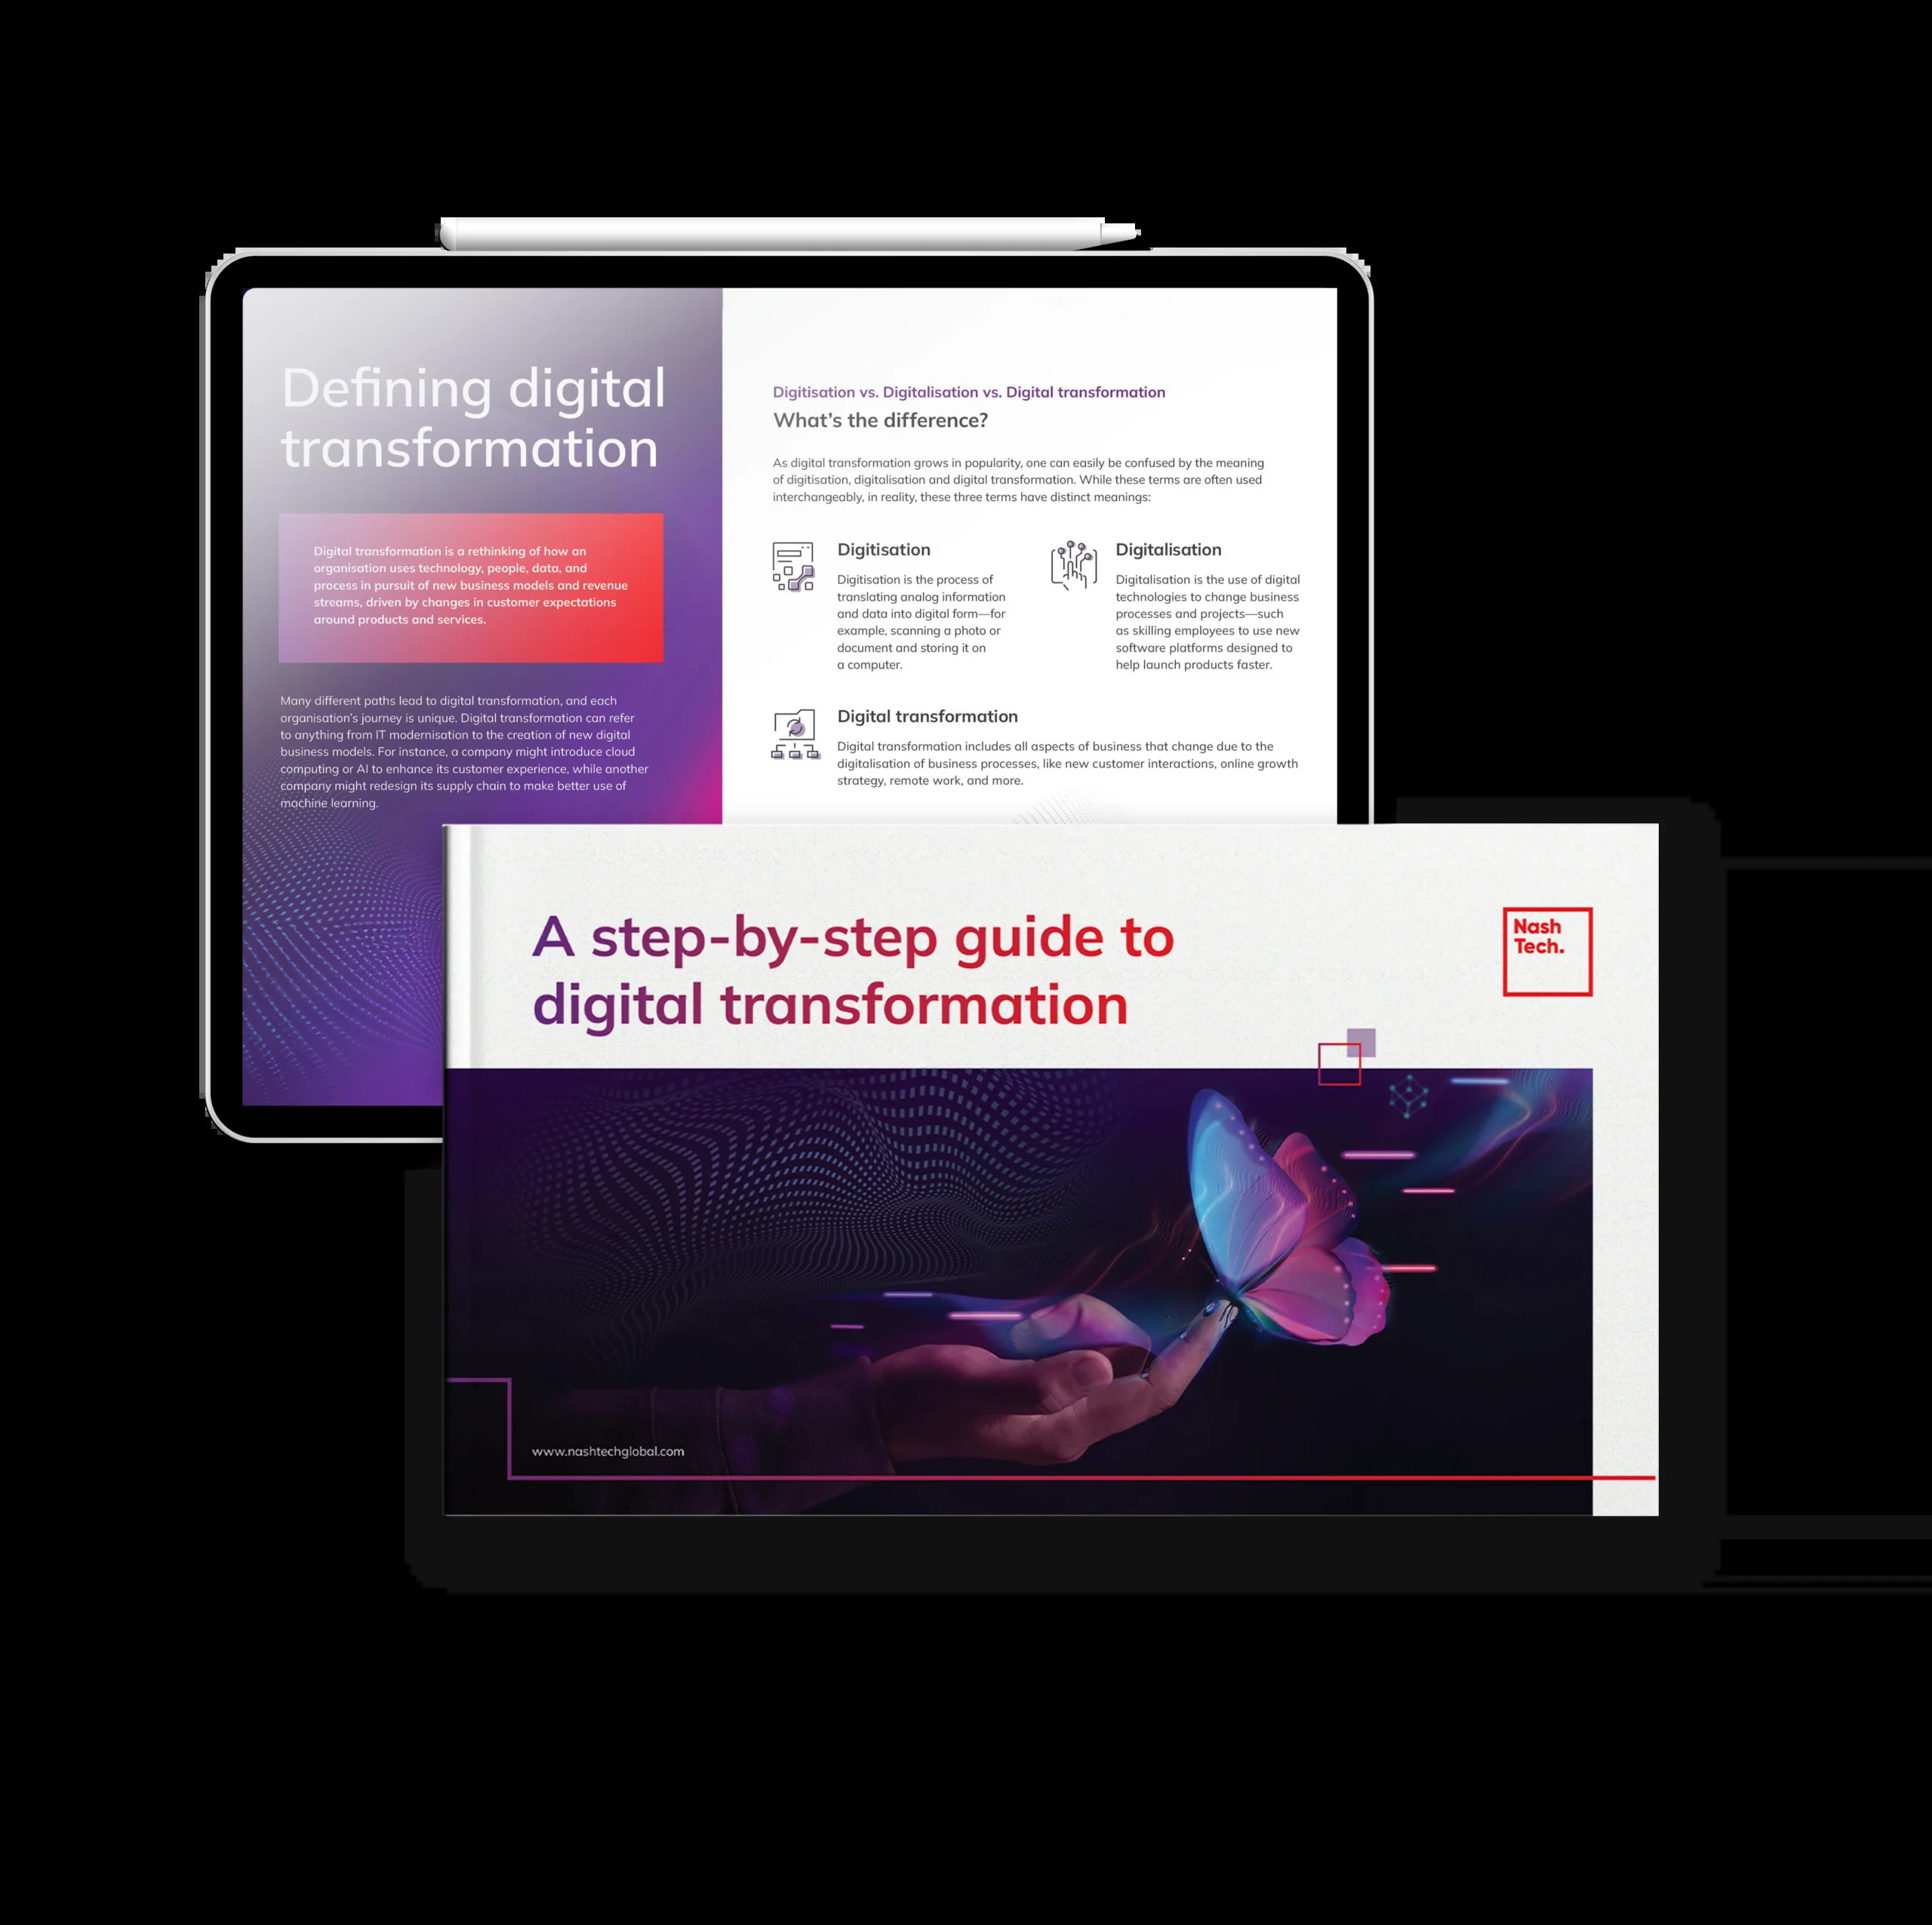 Defining digital
transformation
Digital transformation is a rethinking of how an
organisation uses technology, people, data, and
process in pursuit of new business models and revenue
streams, driven by changes in customer expectations
around products and services.
Many different paths lead to digital transformation, and each
organisation's journey is unique. Digital transformation can refer
to anything from IT modernisation to the creation of new digital
business models. For instance, a company might introduce cloud
computing or AI to enhance its customer experience, while another
company might redesign its supply chain to make better use of
machine learning.
Digitisation vs. Digitalisation vs. Digital transformation
What's the difference?
As digital transformation grows in popularity, one can easily be confused by the meaning
of digitisation, digitalisation and digital transformation. While these terms are often used
interchangeably, in reality, these three terms have distinct meanings:
Digitisation
Digitisation is the process of
translating analog information
and data into digital form—for
example, scanning a photo or
document and storing it on
a computer.
Digitalisation
Digitalisation is the use of digital
technologies to change business
processes and projects—such
as skilling employees to use new
software platforms designed to
help launch products faster.
Digital transformation
Digital transformation includes all aspects of business that change due to the
digitalisation of business processes, like new customer interactions, online growth
strategy, remote work, and more.
A step-by-step guide to
digital transformation
Nash
Tech.
www.nashtechglobal.com